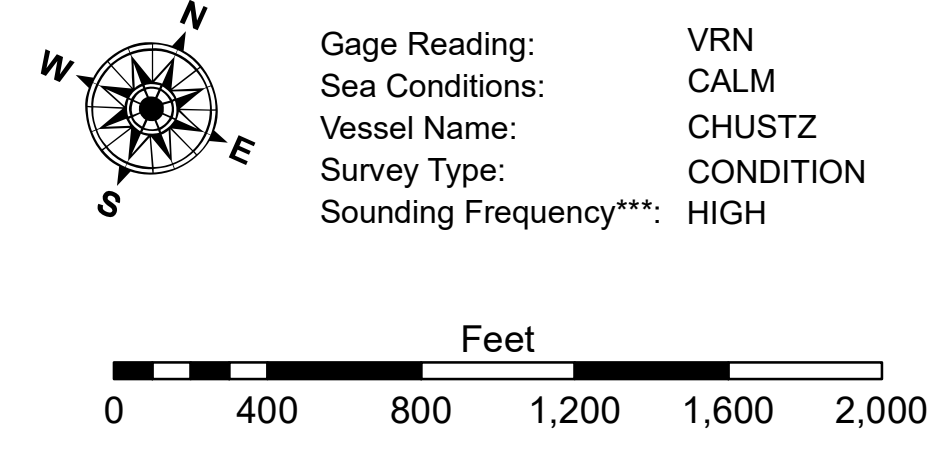 N
W
E
S
Gage Reading: VRN
Sea Conditions: CALM
Vessel Name: CHUSTZ
Survey Type: CONDITION
Sounding Frequency***: HIGH
Feet
0 400 800 1,200 1,600 2,000